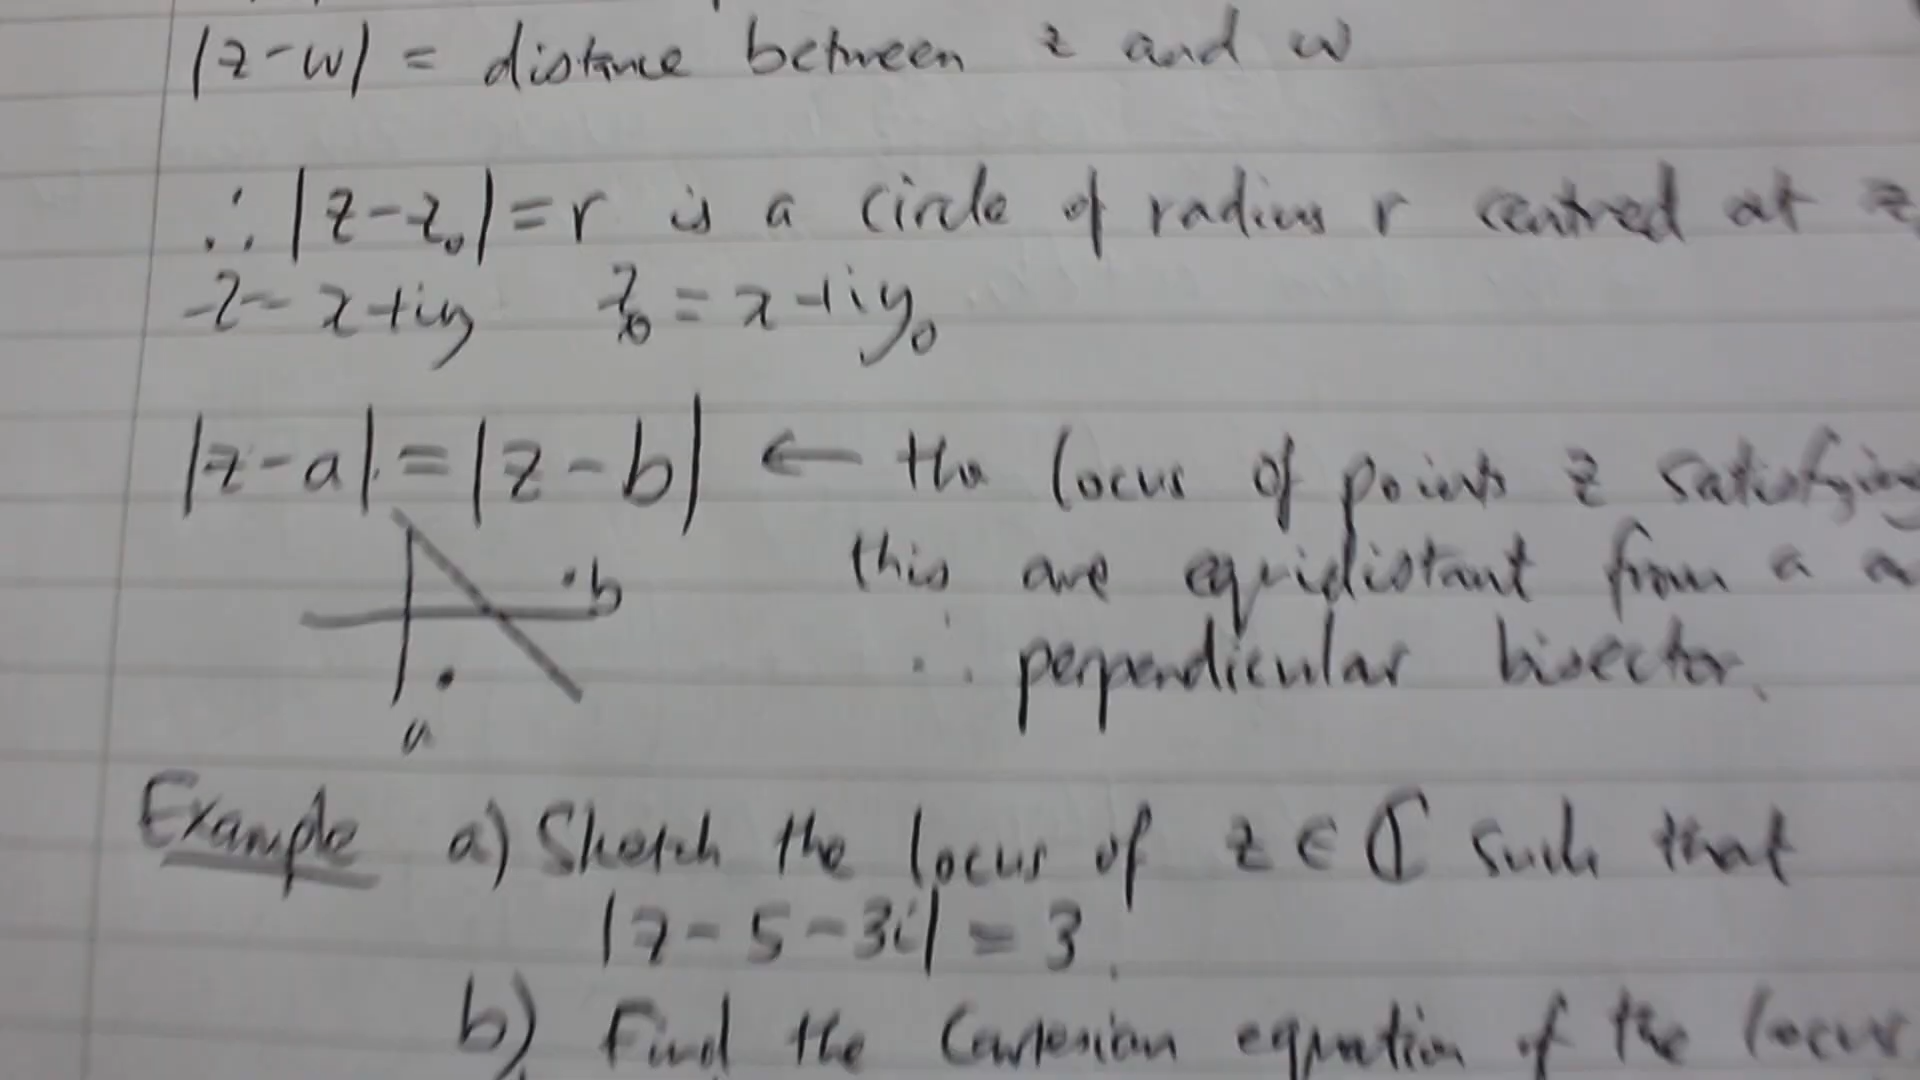 |z-w| = distance between z and w
∴ |z-z₀| = r is a circle of radius r centred at z
z = x+iy z₀ = x+iy₀
|z-a| = |z-b| ← the locus of points z satisfying
this are equidistant from a
b
∴ perpendicular bisector.
a
Example a) Sketch the locus of z ∈ ℂ such that
|z-5-3i| = 3.
b) Find the Cartesian equation of the locus